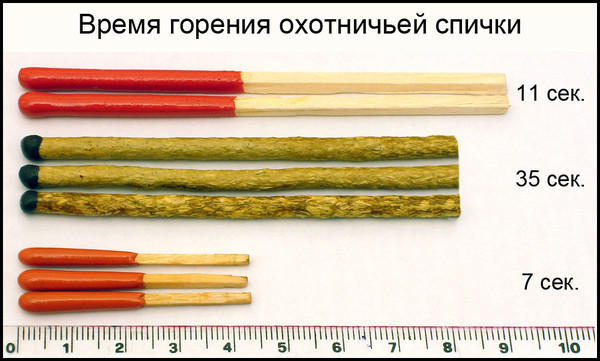 Время горения охотничьей спички
11 сек.
35 сек.
7 сек.
0 1 2 3 4 5 6 7 8 9 10